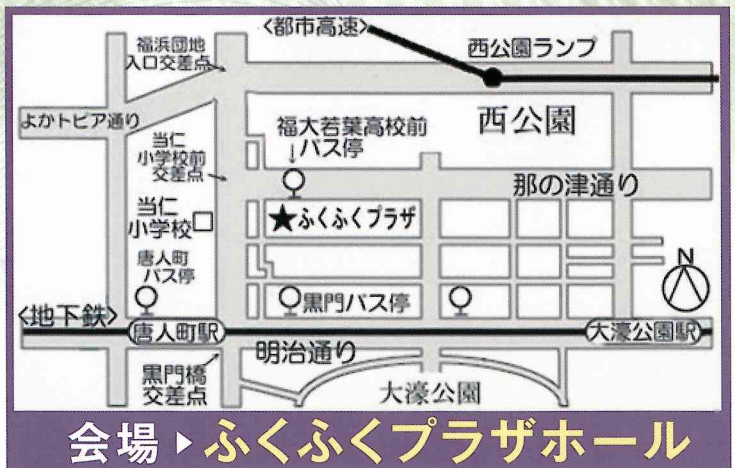 <都市高速>
福浜団地
入口交差点
西公園ランプ
よかトピア通り
西公園
福大若葉高校前
バス停
当仁
小学校前
交差点
那の津通り
当仁
小学校
★ふくふくプラザ
唐人町
バス停
N
黒門バス停
<地下鉄>
唐人町駅
大濠公園駅
明治通り
黒門橋
交差点
大濠公園
会場▶ふくふくプラザホール